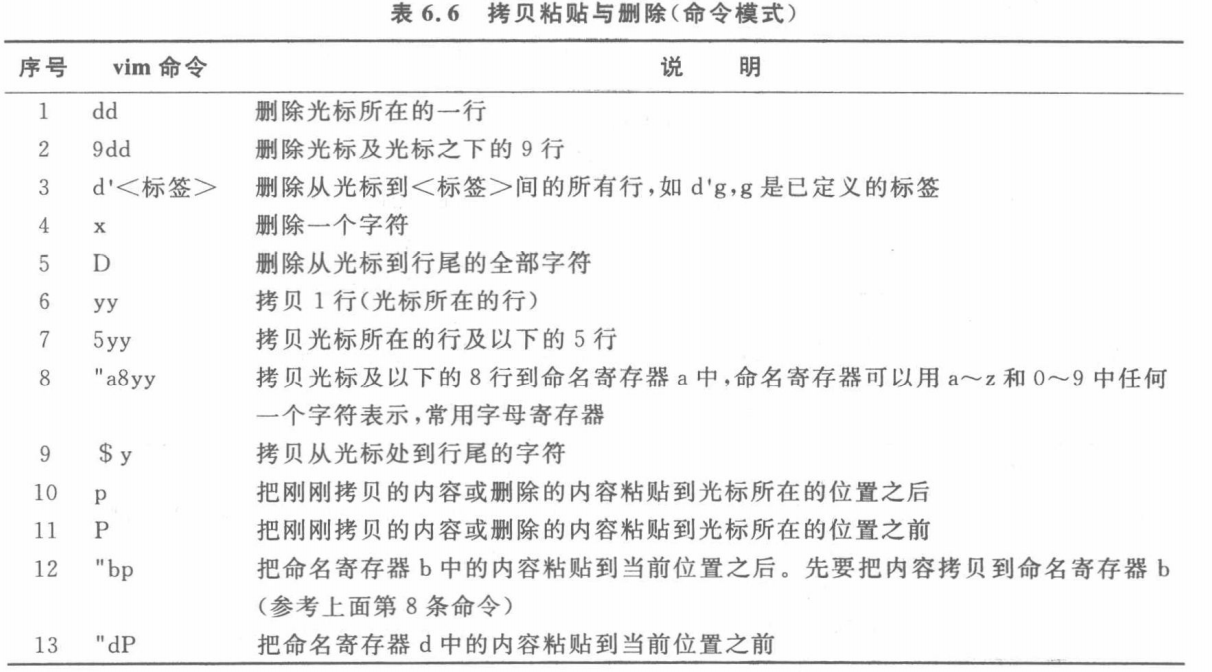 表 6.6 拷贝粘贴与删除(命令模式)
序号 vim 命令 说 明
1 dd 删除光标所在的一行
2 9dd 删除光标及光标之下的 9 行
3 d'<标签> 删除从光标到<标签>间的所有行,如 d'g,g 是已定义的标签
4 x 删除一个字符
5 D 删除从光标到行尾的全部字符
6 yy 拷贝 1 行(光标所在的行)
7 5yy 拷贝光标所在的行及以下的 5 行
8 "a8yy 拷贝光标及以下的 8 行到命名寄存器 a 中,命名寄存器可以用 a~z 和 0~9 中任何
一个字符表示,常用字母寄存器
9 $y 拷贝从光标处到行尾的字符
10 p 把刚刚拷贝的内容或删除的内容粘贴到光标所在的位置之后
11 P 把刚刚拷贝的内容或删除的内容粘贴到光标所在的位置之前
12 "bp 把命名寄存器 b 中的内容粘贴到当前位置之后。先要把内容拷贝到命名寄存器 b
(参考上面第 8 条命令)
13 "dP 把命名寄存器 d 中的内容粘贴到当前位置之前